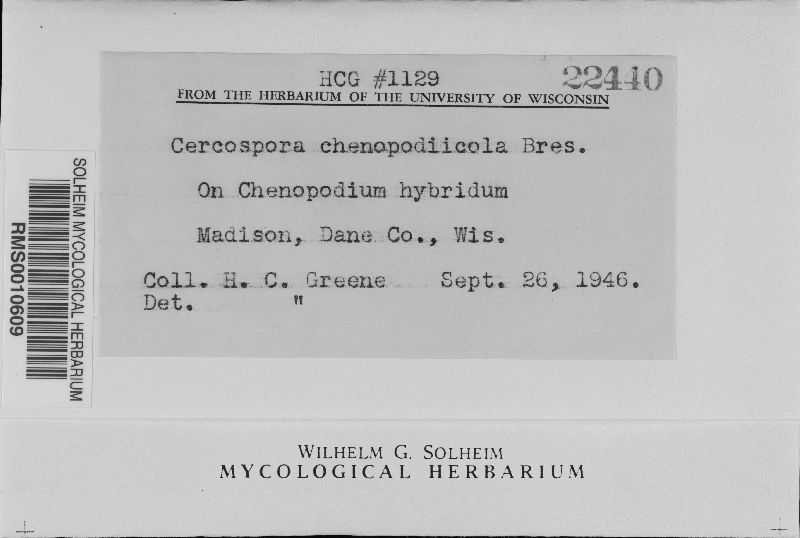 HCG #1129 22440
FROM THE HERBARIUM OF THE UNIVERSITY OF WISCONSIN
Cercospora chenopodiicola Bres.
On Chenopodium hybridum
Madison, Dane Co., Wis.
Coll. H. C. Greene Sept. 26, 1946.
Det. "
SOLHEIM MYCOLOGICAL HERBARIUM
RMS0010609
WILHELM G. SOLHEIM
MYCOLOGICAL HERBARIUM